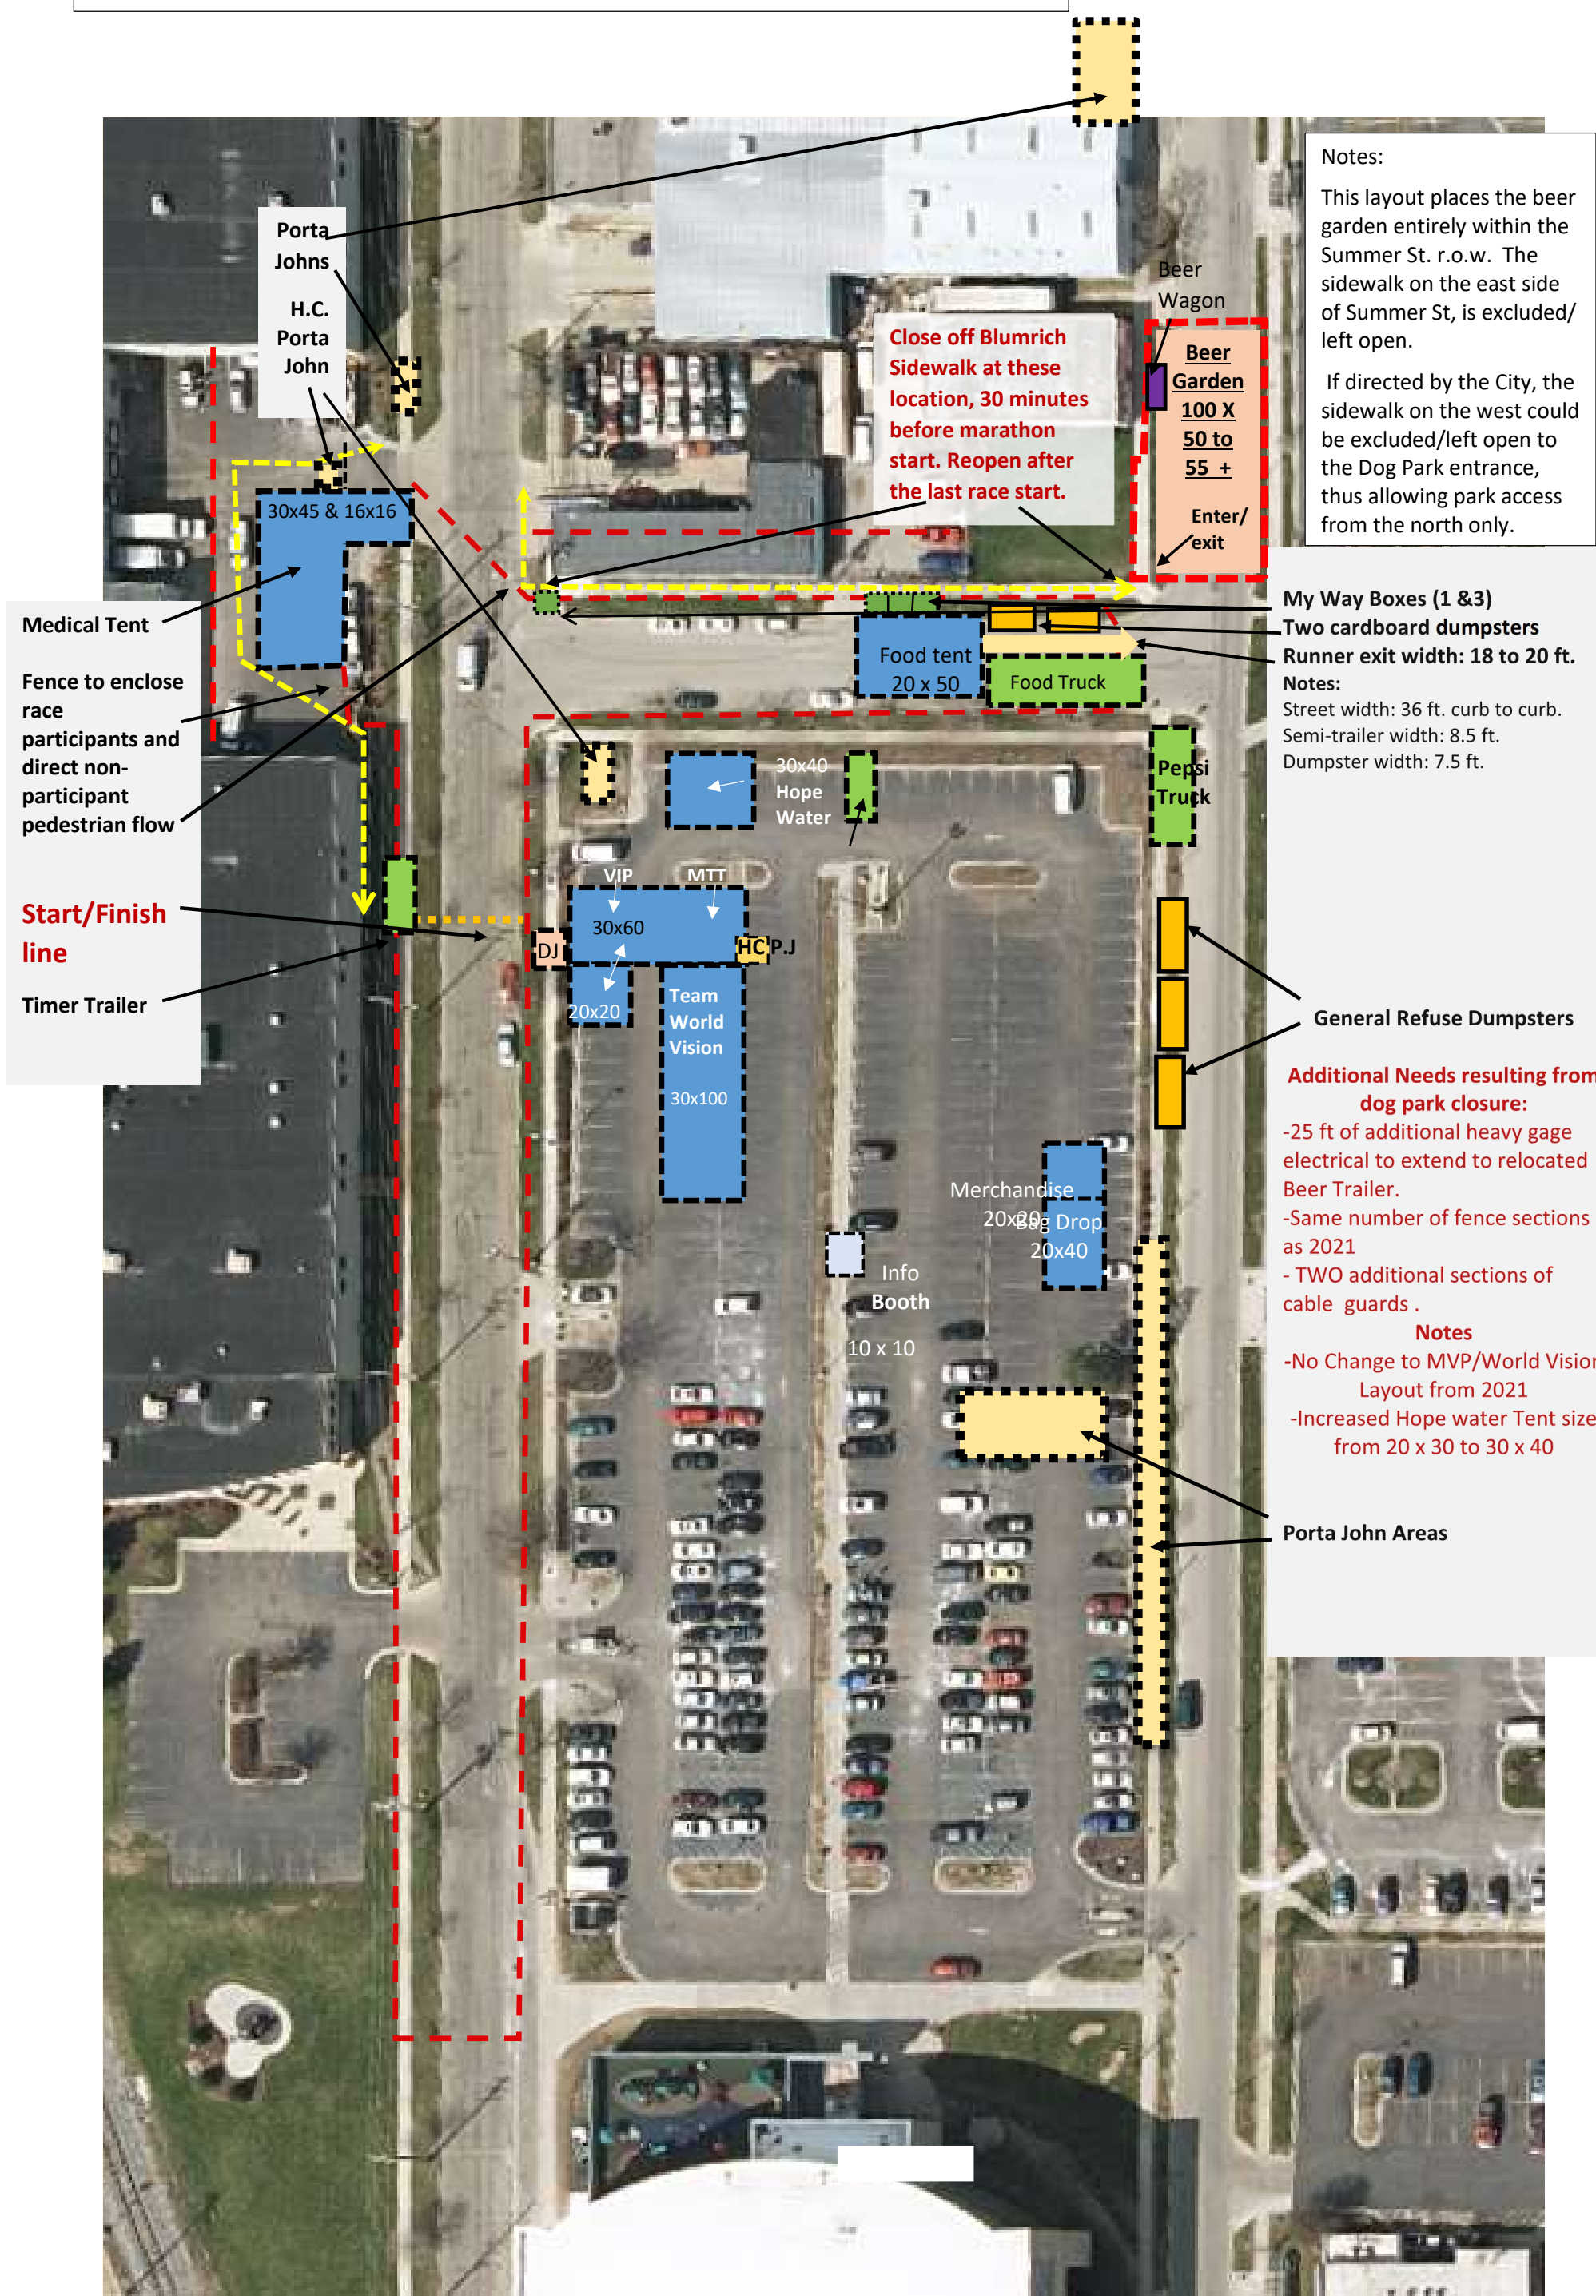 Porta
Johns
H.C.
Porta
John
Beer
Wagon
Close off Blumrich
Sidewalk at these
location, 30 minutes
before marathon
start. Reopen after
the last race start.
Beer
Garden
100 X
50 to
55 +
Enter/
exit
Notes:
This layout places the beer
garden entirely within the
Summer St. r.o.w. The
sidewalk on the east side
of Summer St, is excluded/
left open.
If directed by the City, the
sidewalk on the west could
be excluded/left open to
the Dog Park entrance,
thus allowing park access
from the north only.
30x45 & 16x16
Medical Tent
Fence to enclose
race
participants and
direct non-
participant
pedestrian flow
Start/Finish
line
Timer Trailer
Food tent
20 x 50
Food Truck
My Way Boxes (1 &3)
Two cardboard dumpsters
Runner exit width: 18 to 20 ft.
Notes:
Street width: 36 ft. curb to curb.
Semi-trailer width: 8.5 ft.
Dumpster width: 7.5 ft.
30x40
Hope
Water
Pepsi
Truck
VIP
MTT
30x60
DJ
HC P.J
20x20
Team
World
Vision
30x100
General Refuse Dumpsters
Additional Needs resulting from
dog park closure:
-25 ft of additional heavy gage
electrical to extend to relocated
Beer Trailer.
-Same number of fence sections
as 2021
- TWO additional sections of
cable guards .
Notes
-No Change to MVP/World Vision
Layout from 2021
-Increased Hope water Tent size
from 20 x 30 to 30 x 40
Merchandise
20x20
Bag Drop
20x40
Info
Booth
10 x 10
Porta John Areas